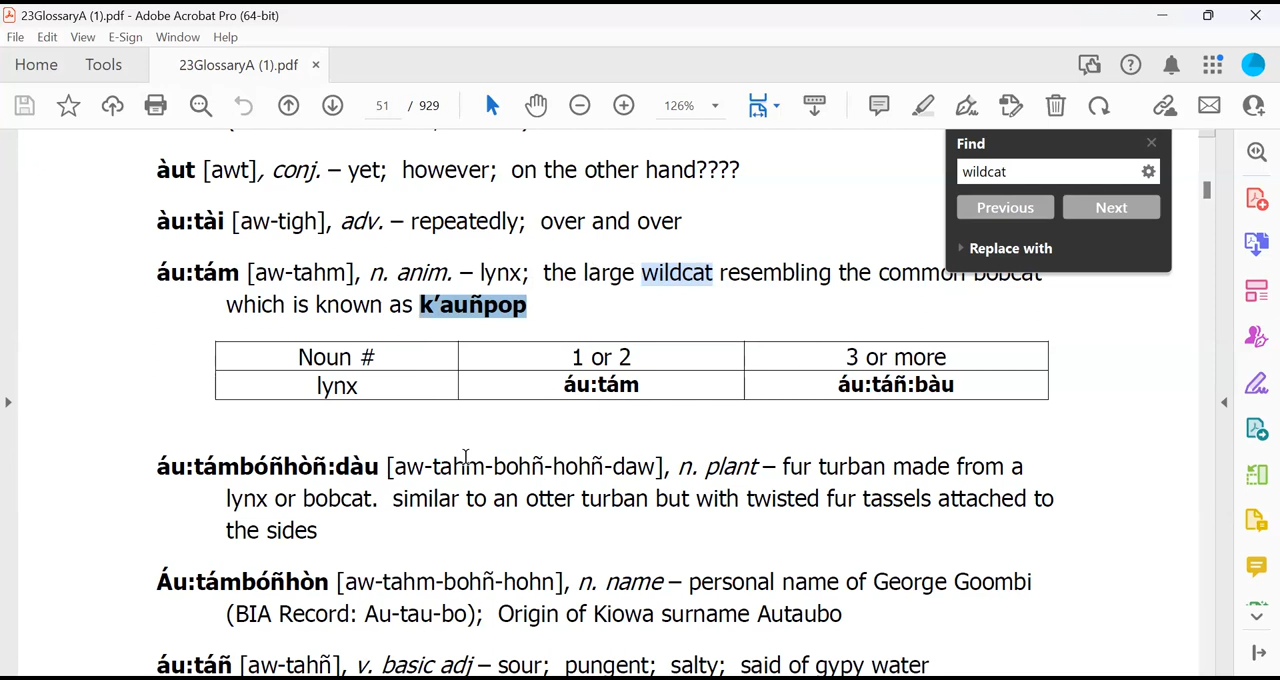 23GlossaryA (1).pdf - Adobe Acrobat Pro (64-bit)
File Edit View E-Sign Window Help
Home Tools 23GlossaryA (1).pdf ×
51 / 929 126%
Find
wildcat
Previous Next
Replace with
àut [awt], conj. – yet; however; on the other hand????
àu:tài [aw-tigh], adv. – repeatedly; over and over
áu:tám [aw-tahm], n. anim. – lynx; the large wildcat resembling the common bobcat
which is known as k'auñpop
Noun # 1 or 2 3 or more
lynx áu:tám áu:táñ:bàu
áu:támbóñhòñ:dàu [aw-tahm-bohñ-hohñ-daw], n. plant – fur turban made from a
lynx or bobcat. similar to an otter turban but with twisted fur tassels attached to
the sides
Áu:támbóñhòn [aw-tahm-bohñ-hohn], n. name – personal name of George Goombi
(BIA Record: Au-tau-bo); Origin of Kiowa surname Autaubo
áu:táñ [aw-tahñ], v. basic adj – sour; pungent; salty; said of gypy water